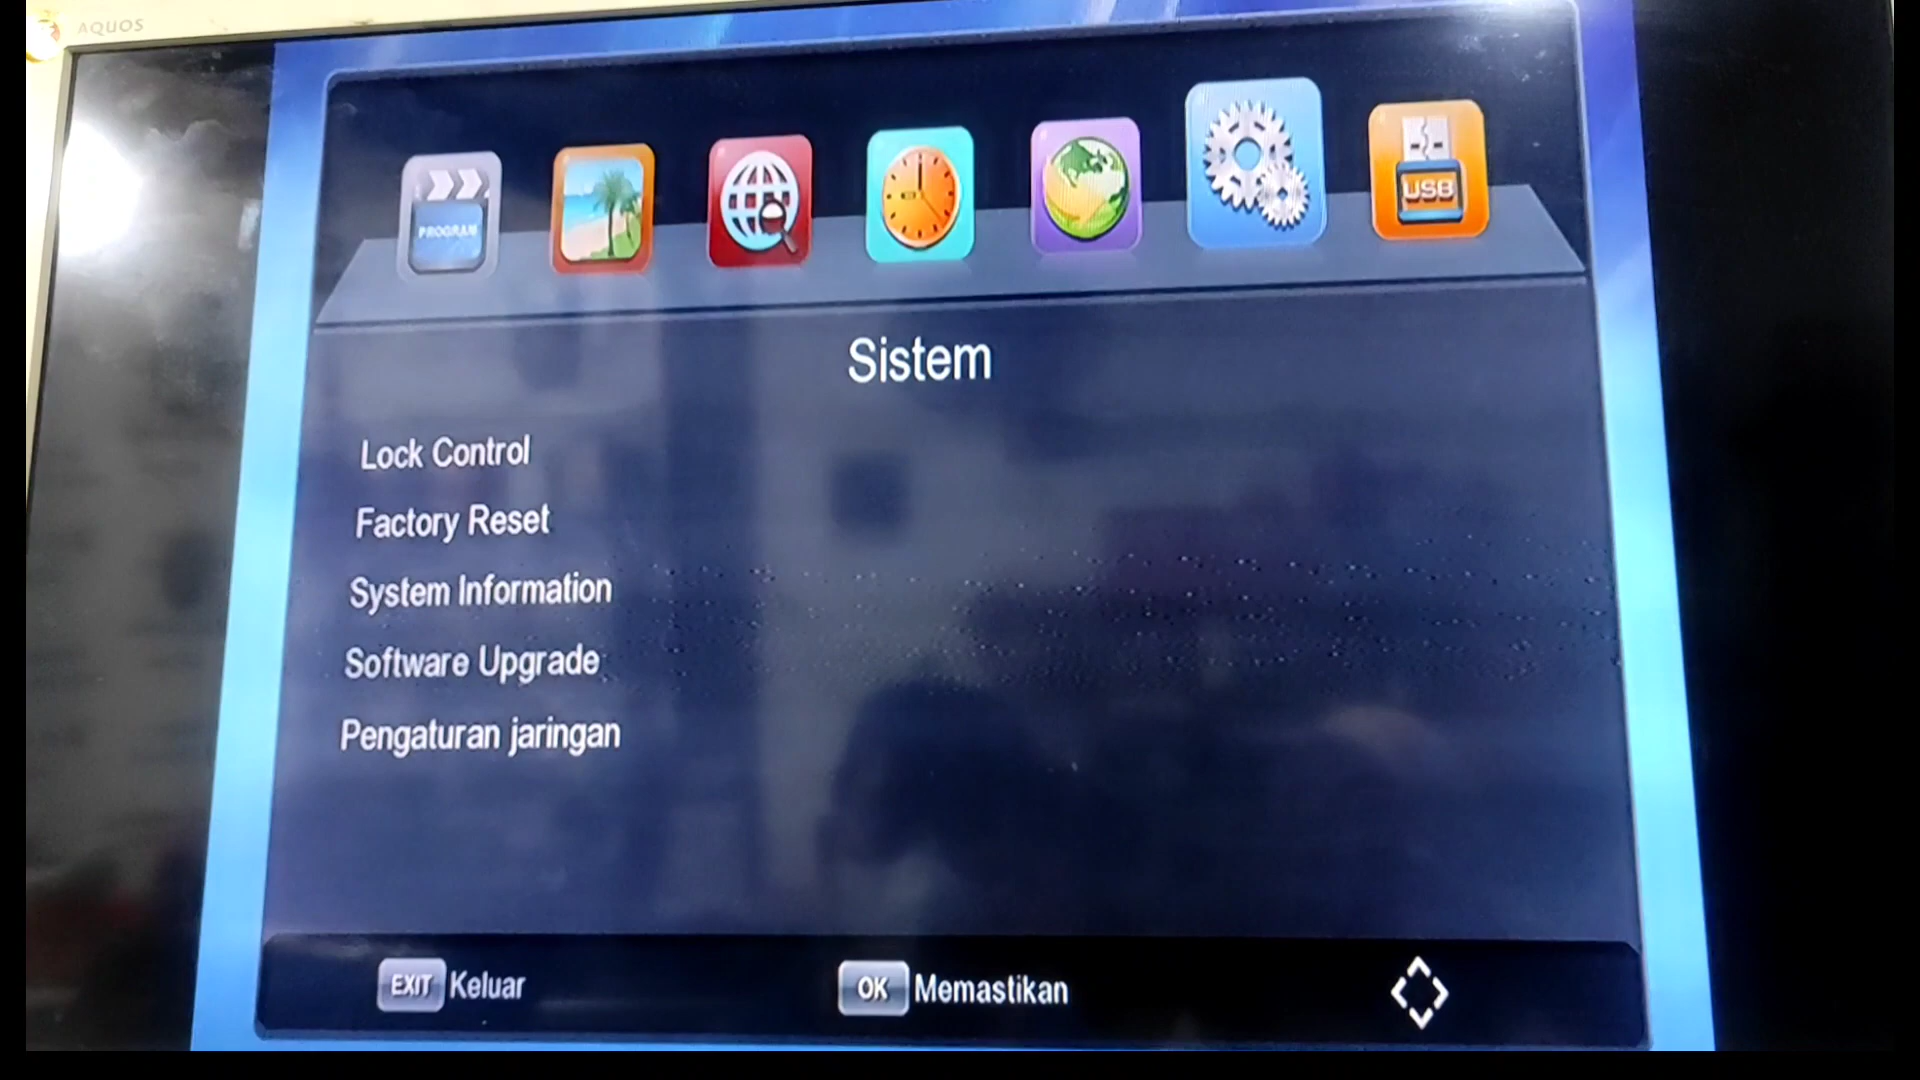 AQUOS
PROGRAM
USB
Sistem
Lock Control
Factory Reset
System Information
Software Upgrade
Pengaturan jaringan
EXIT Keluar
OK Memastikan